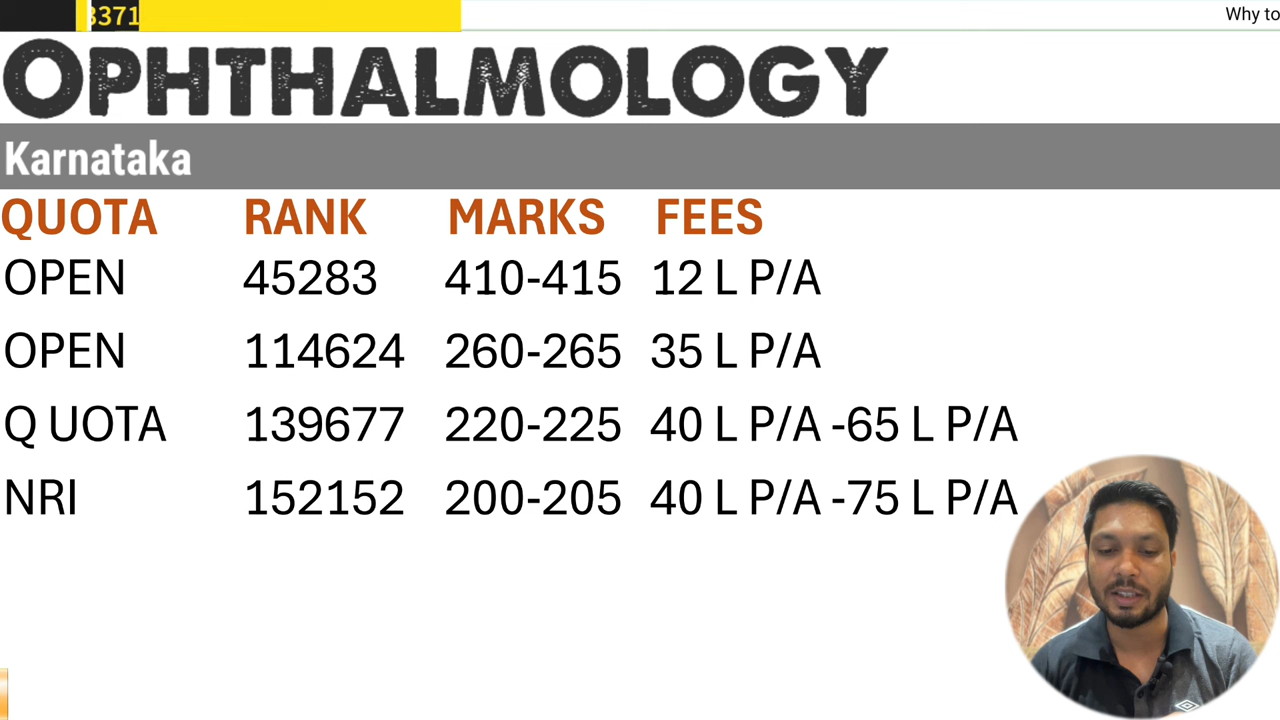 3371
Why to
OPHTHALMOLOGY
Karnataka
QUOTA RANK MARKS FEES
OPEN 45283 410-415 12 L P/A
OPEN 114624 260-265 35 L P/A
Q UOTA 139677 220-225 40 L P/A -65 L P/A
NRI 152152 200-205 40 L P/A -75 L P/A